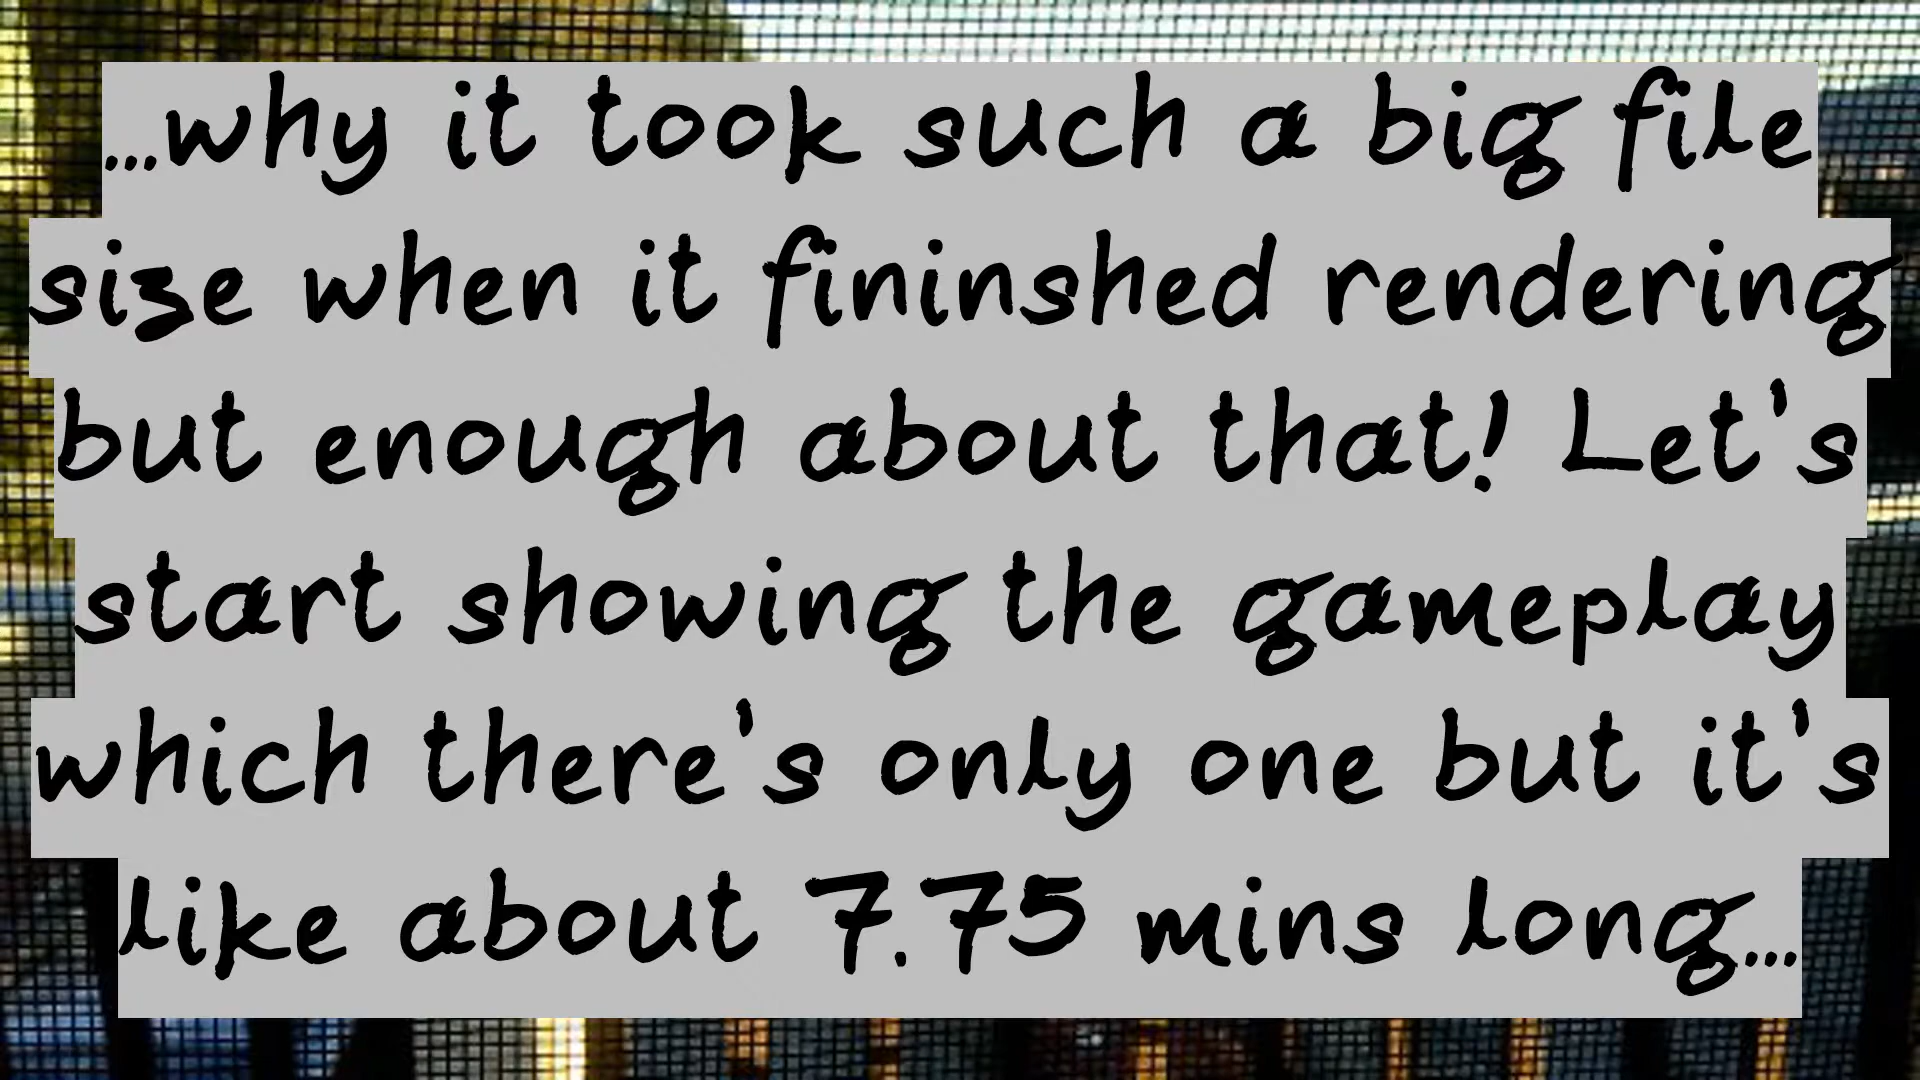 ...why it took such a big file
size when it fininshed rendering
but enough about that! Let's
start showing the gameplay
which there's only one but it's
like about 7.75 mins long...